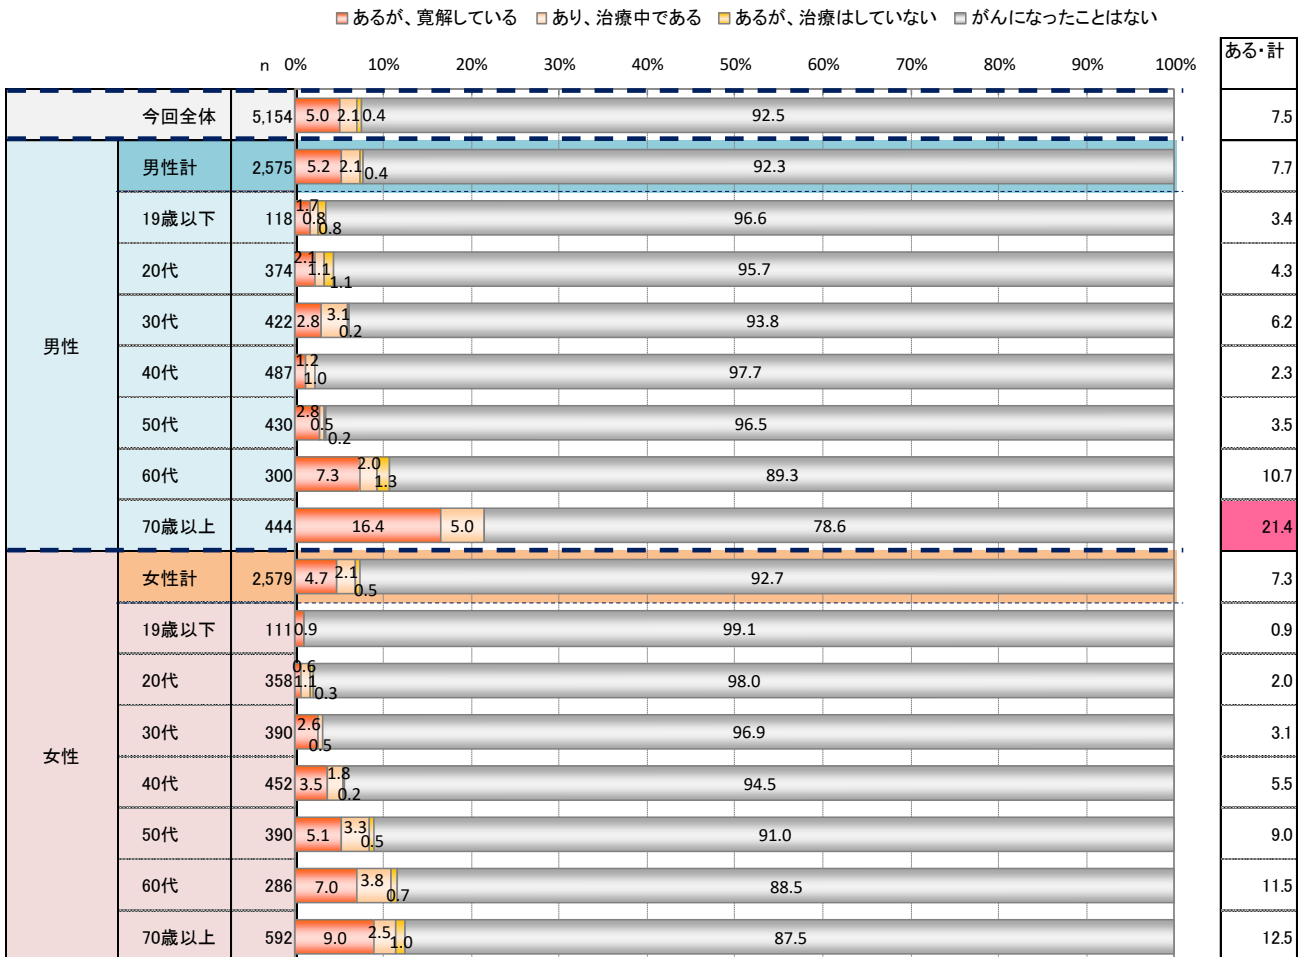 あるが、寛解している あり、治療中である あるが、治療はしていない がんになったことはない
ある・計
n 0% 10% 20% 30% 40% 50% 60% 70% 80% 90% 100%
今回全体 5,154 5.0 2.1 0.4 92.5 7.5
男性
男性計 2,575 5.2 2.1 0.4 92.3 7.7
19歳以下 118 1.7 0.8 0.8 96.6 3.4
20代 374 2.1 1.1 1.1 95.7 4.3
30代 422 2.8 3.1 0.2 93.8 6.2
40代 487 1.2 1.0 97.7 2.3
50代 430 2.8 0.5 0.2 96.5 3.5
60代 300 7.3 2.0 1.3 89.3 10.7
70歳以上 444 16.4 5.0 78.6 21.4
女性
女性計 2,579 4.7 2.1 0.5 92.7 7.3
19歳以下 111 0.9 99.1 0.9
20代 358 0.6 1.1 0.3 98.0 2.0
30代 390 2.6 0.5 96.9 3.1
40代 452 3.5 1.8 0.2 94.5 5.5
50代 390 5.1 3.3 0.5 91.0 9.0
60代 286 7.0 3.8 0.7 88.5 11.5
70歳以上 592 9.0 2.5 1.0 87.5 12.5